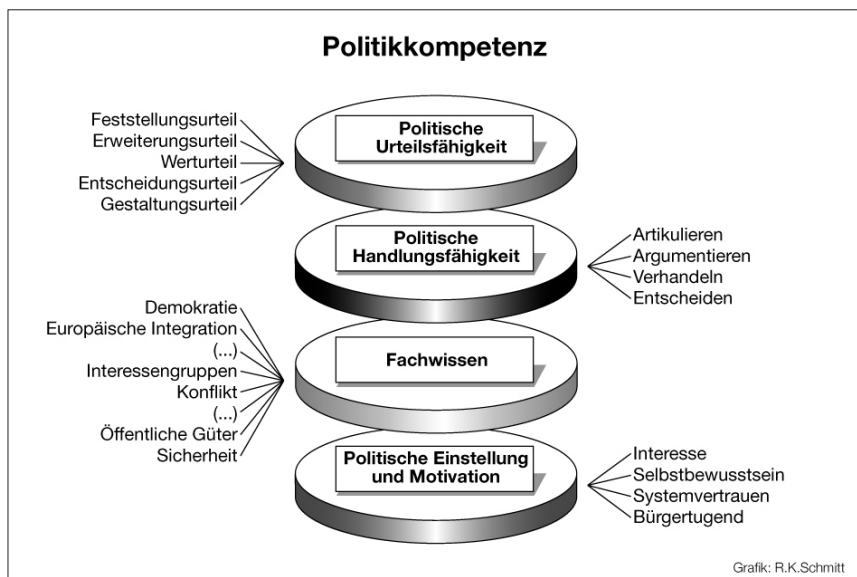 Politikkompetenz
Feststellungsurteil
Erweiterungsurteil
Werturteil
Entscheidungsurteil
Gestaltungsurteil
Politische
Urteilsfähigkeit
Politische
Handlungsfähigkeit
Artikulieren
Argumentieren
Verhandeln
Entscheiden
Demokratie
Europäische Integration
(...)
Interessengruppen
Konflikt
(...)
Öffentliche Güter
Sicherheit
Fachwissen
Politische Einstellung
und Motivation
Interesse
Selbstbewusstsein
Systemvertrauen
Bürgertugend
Grafik: R.K.Schmitt